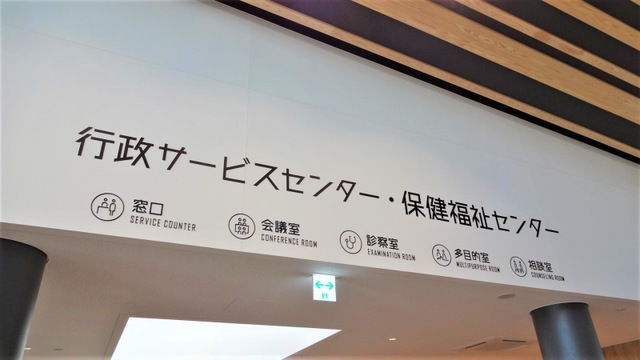 行政サービスセンター・保健福祉センター
窓口
SERVICE COUNTER
会議室
CONFERENCE ROOM
診察室
EXAMINATION ROOM
多目的室
MULTIPURPOSE ROOM
相談室
COUNSELING ROOM